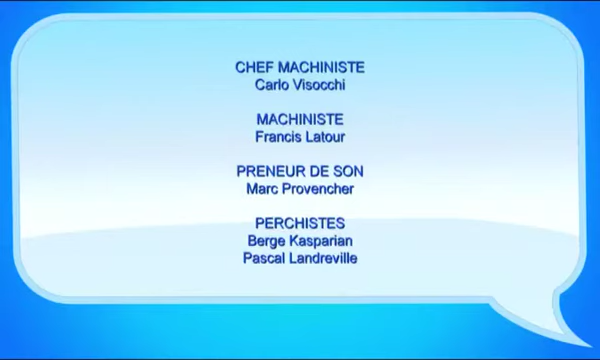 CHEF MACHINISTE
Carlo Visocchi
MACHINISTE
Francis Latour
PRENEUR DE SON
Marc Provencher
PERCHISTES
Berge Kasparian
Pascal Landreville